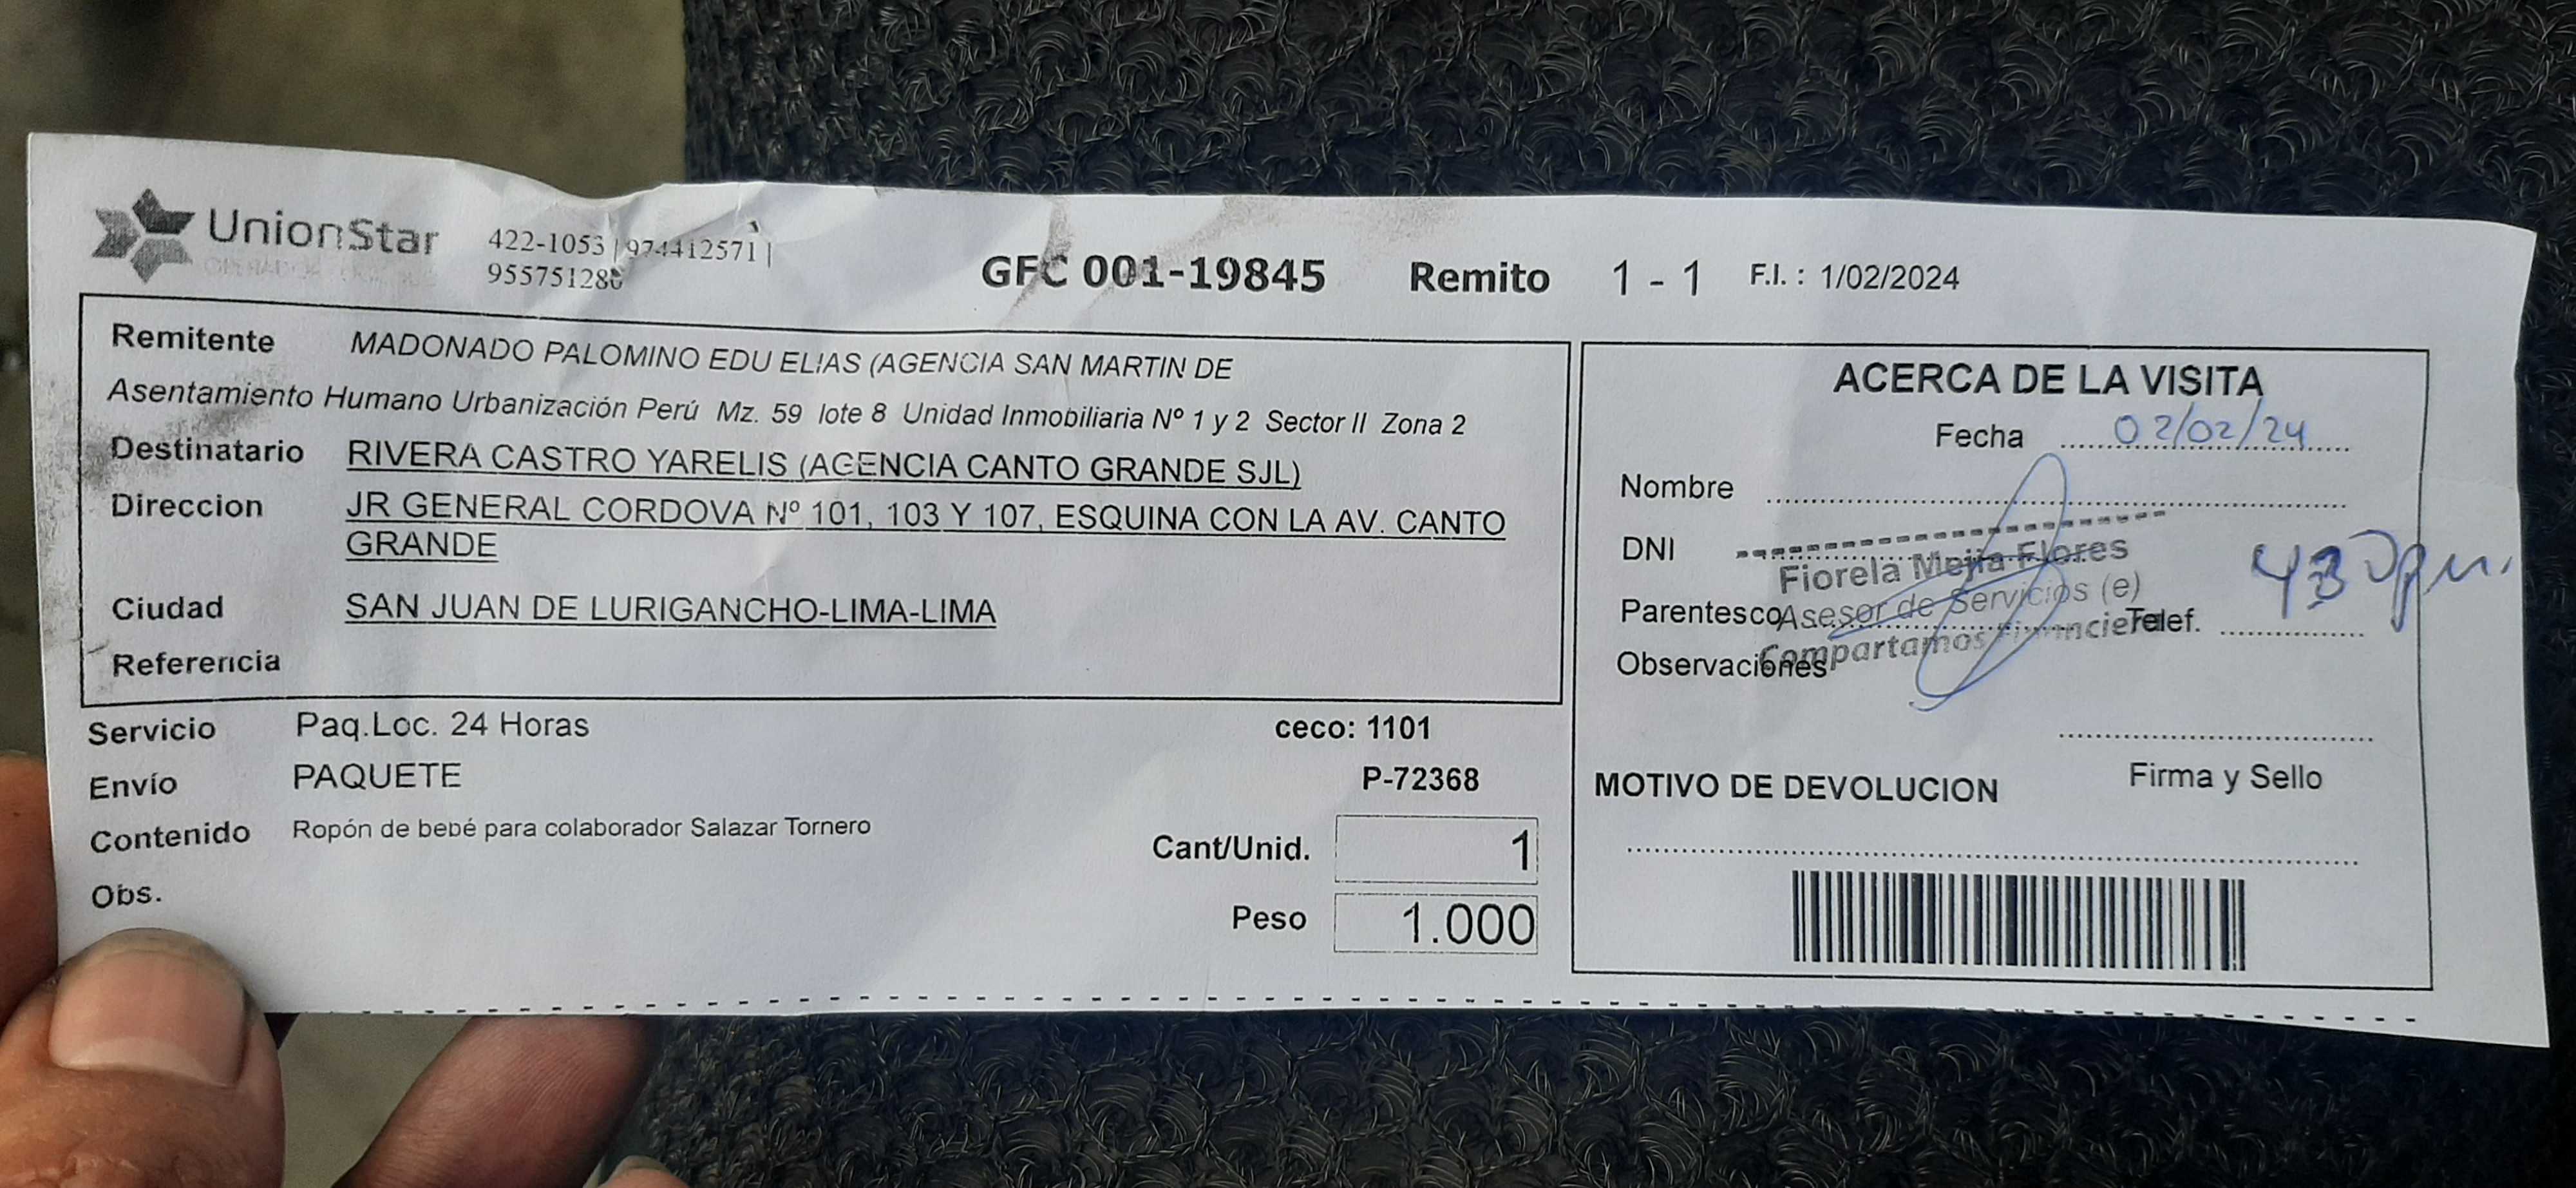 UnionStar
422-1053 | 974412571 |
955751286
GFC 001-19845 Remito 1 - 1 F.I. : 1/02/2024
Remitente MADONADO PALOMINO EDU ELIAS (AGENCIA SAN MARTIN DE
Asentamiento Humano Urbanización Perú Mz. 59 lote 8 Unidad Inmobiliaria Nº 1 y 2 Sector II Zona 2
Destinatario RIVERA CASTRO YARELIS (AGENCIA CANTO GRANDE SJL)
Direccion JR GENERAL CORDOVA Nº 101, 103 Y 107, ESQUINA CON LA AV. CANTO
GRANDE
Ciudad SAN JUAN DE LURIGANCHO-LIMA-LIMA
Referencia
Servicio Paq.Loc. 24 Horas ceco: 1101
Envío PAQUETE P-72368
Contenido Ropón de bebé para colaborador Salazar Tornero
Cant/Unid. 1
Obs.
Peso 1.000
ACERCA DE LA VISITA
Fecha 02/02/24
Nombre
DNI
Fiorela Mejia Flores
Asesor de Servicios (e)
Compartamos Financiera
430pm.
Parentesco Telef.
Observaciones
Firma y Sello
MOTIVO DE DEVOLUCION